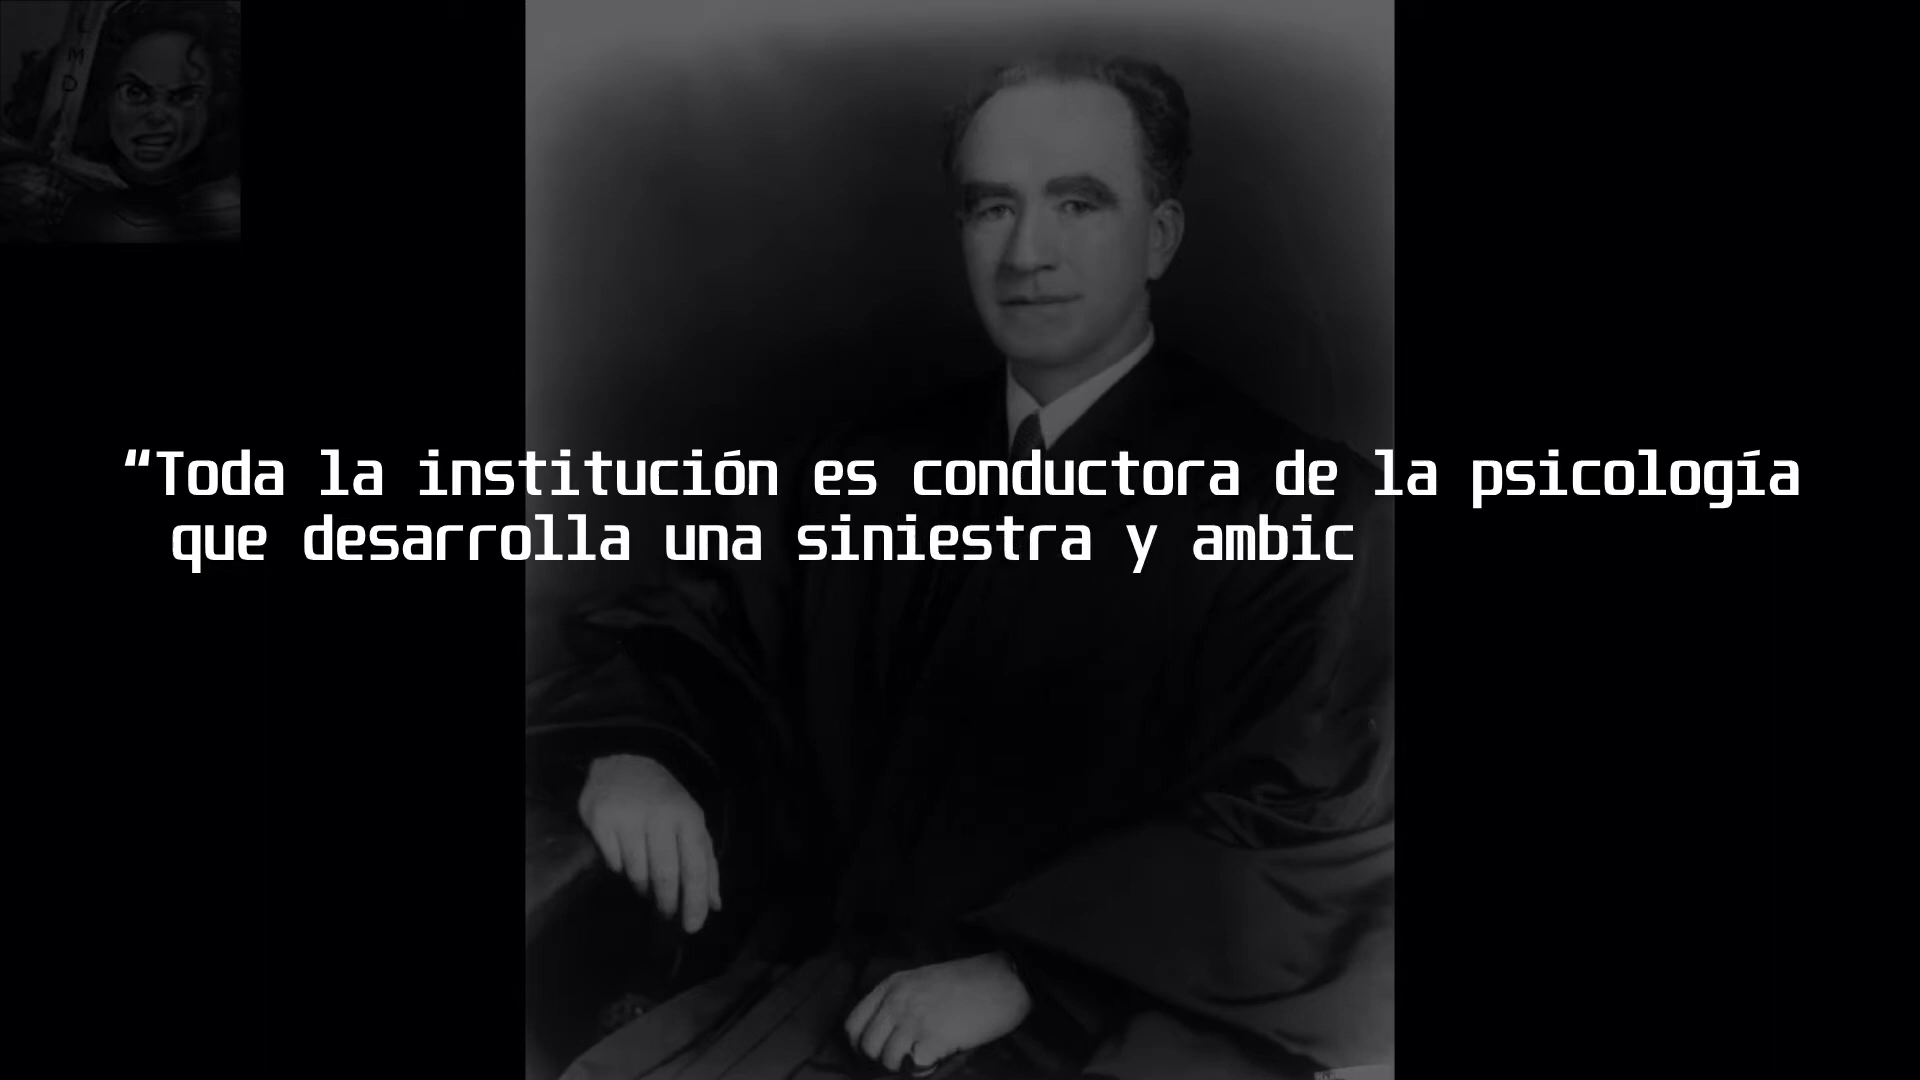 “Toda la institución es conductora de la psicología
que desarrolla una siniestra y ambic